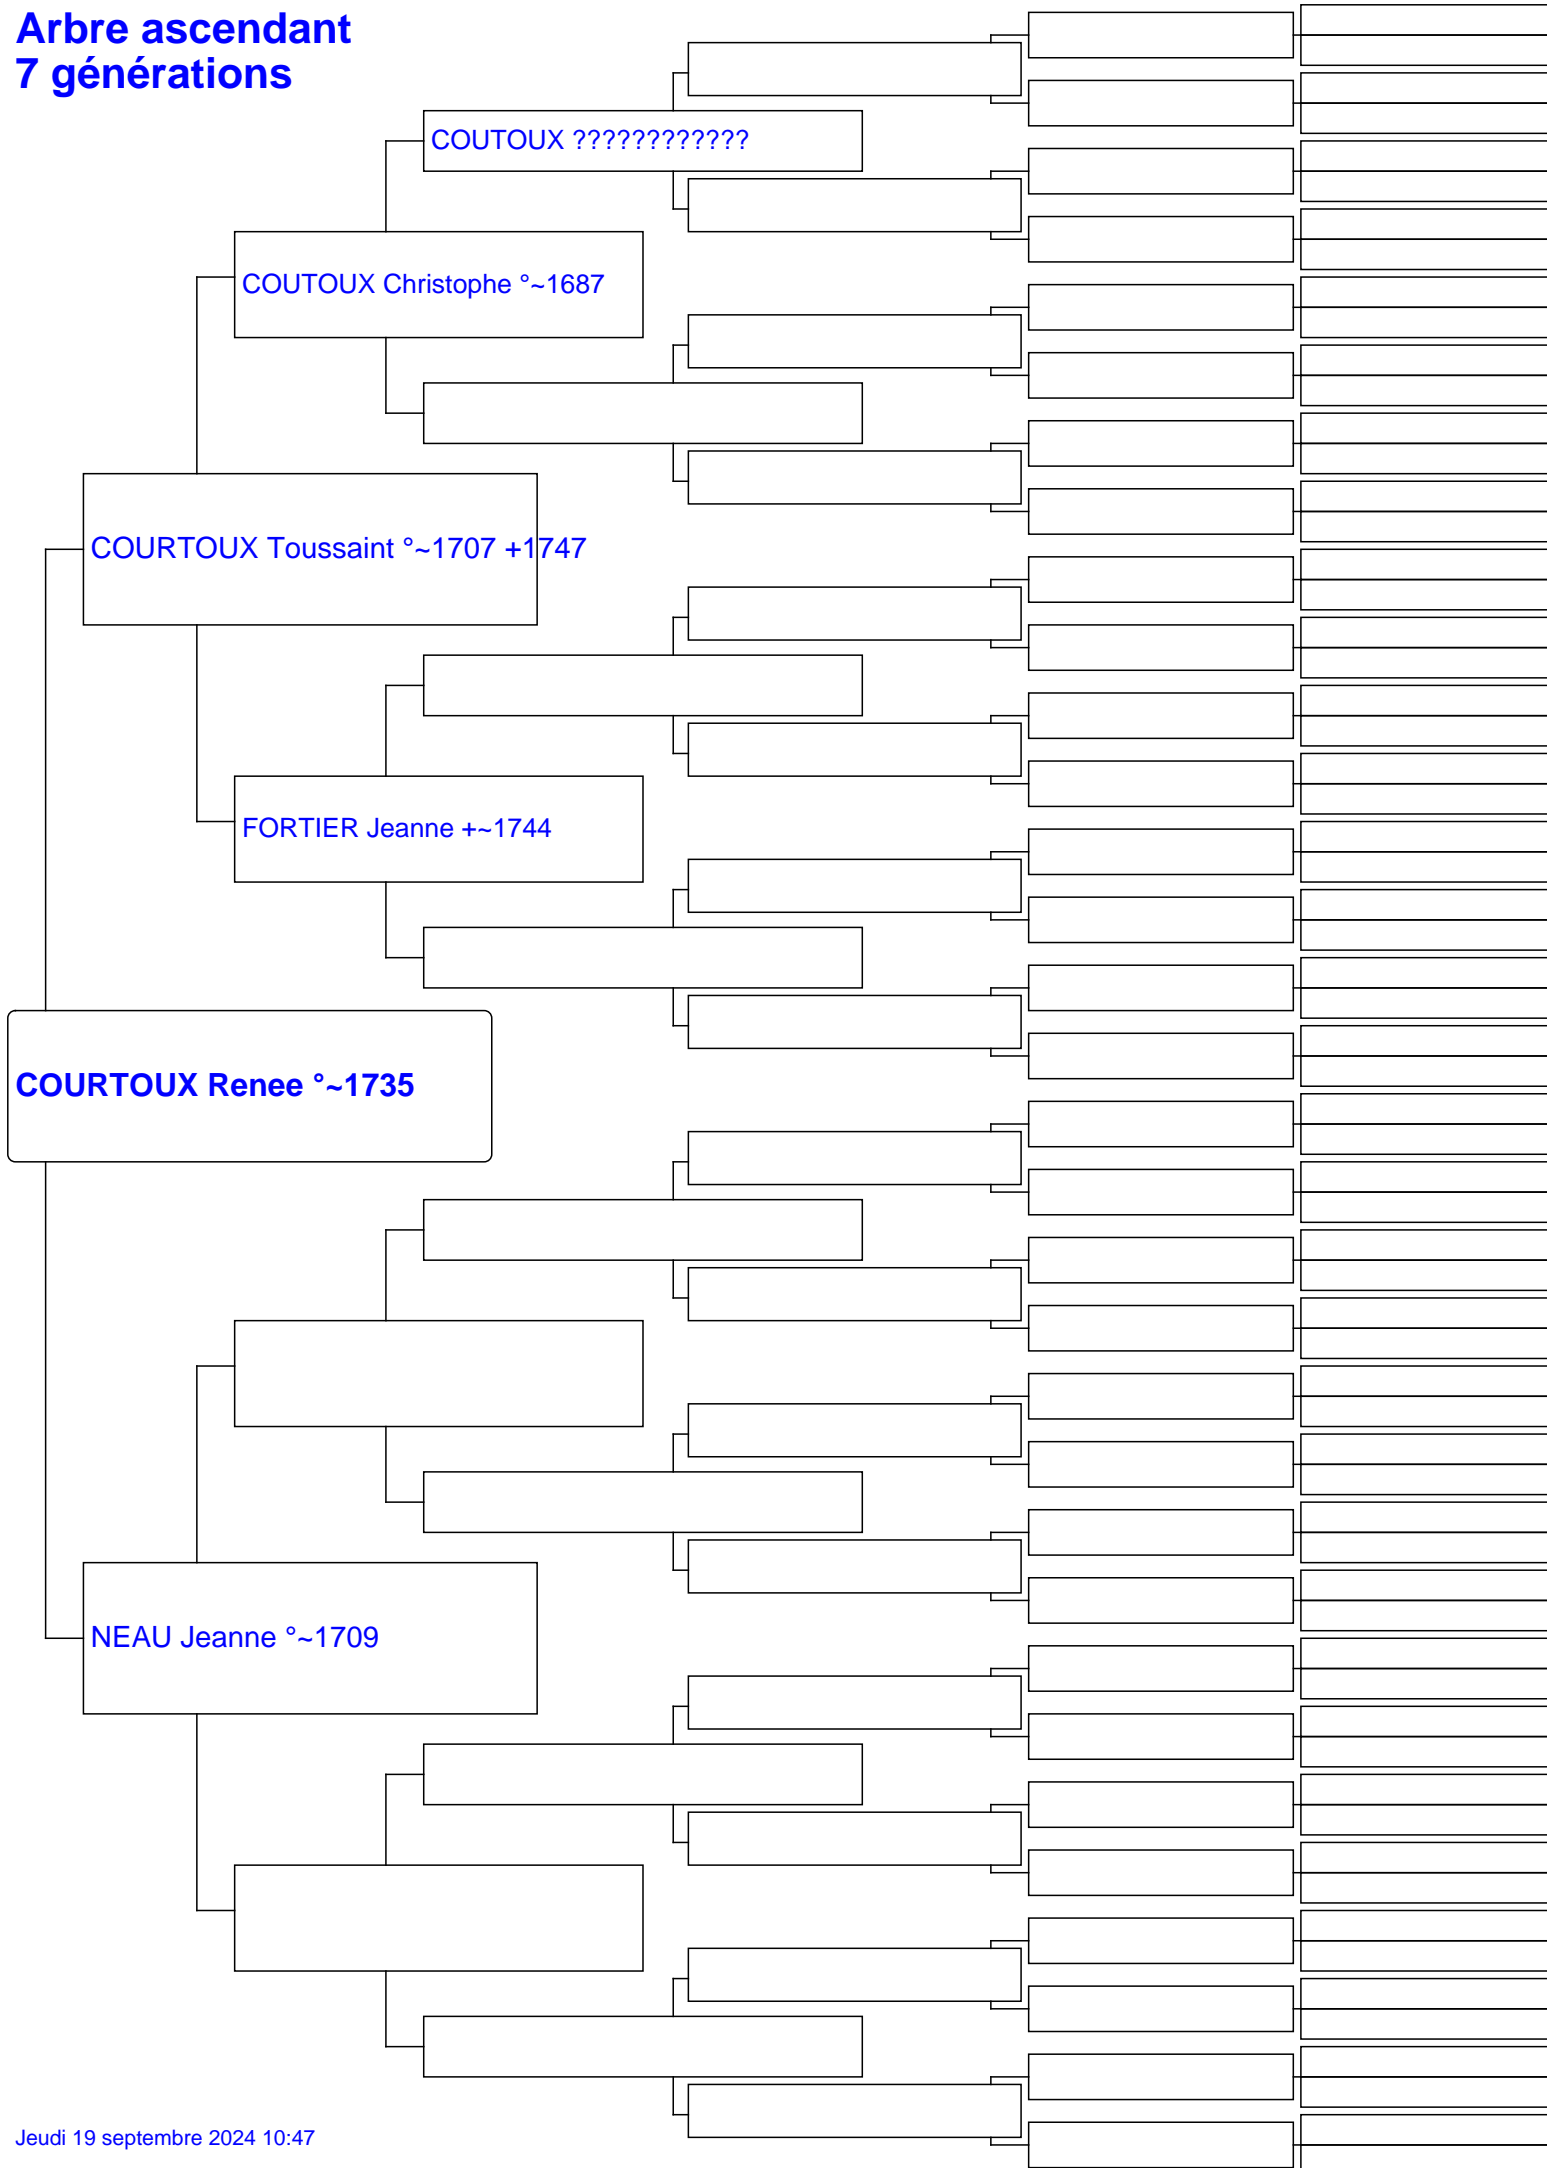 Arbre ascendant
7 générations
COUTOUX ????????????
COUTOUX Christophe °~1687
COURTOUX Toussaint °~1707 +1747
FORTIER Jeanne +~1744
COURTOUX Renee °~1735
NEAU Jeanne °~1709
Jeudi 19 septembre 2024 10:47